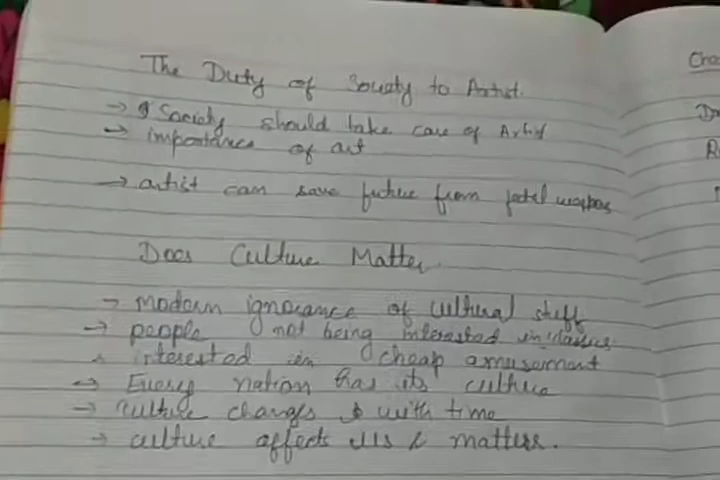 The Duty of Society to Artist.
→ Society should take care of Artist
→ importance of art
→ artist can save future from fatal weapons
Does Culture Matter.
→ Modern ignorance of cultural stuff
→ people not being interested in classics
interested in cheap amusement
→ Every nation has its culture
→ culture changes with time
→ culture affects us & matters.